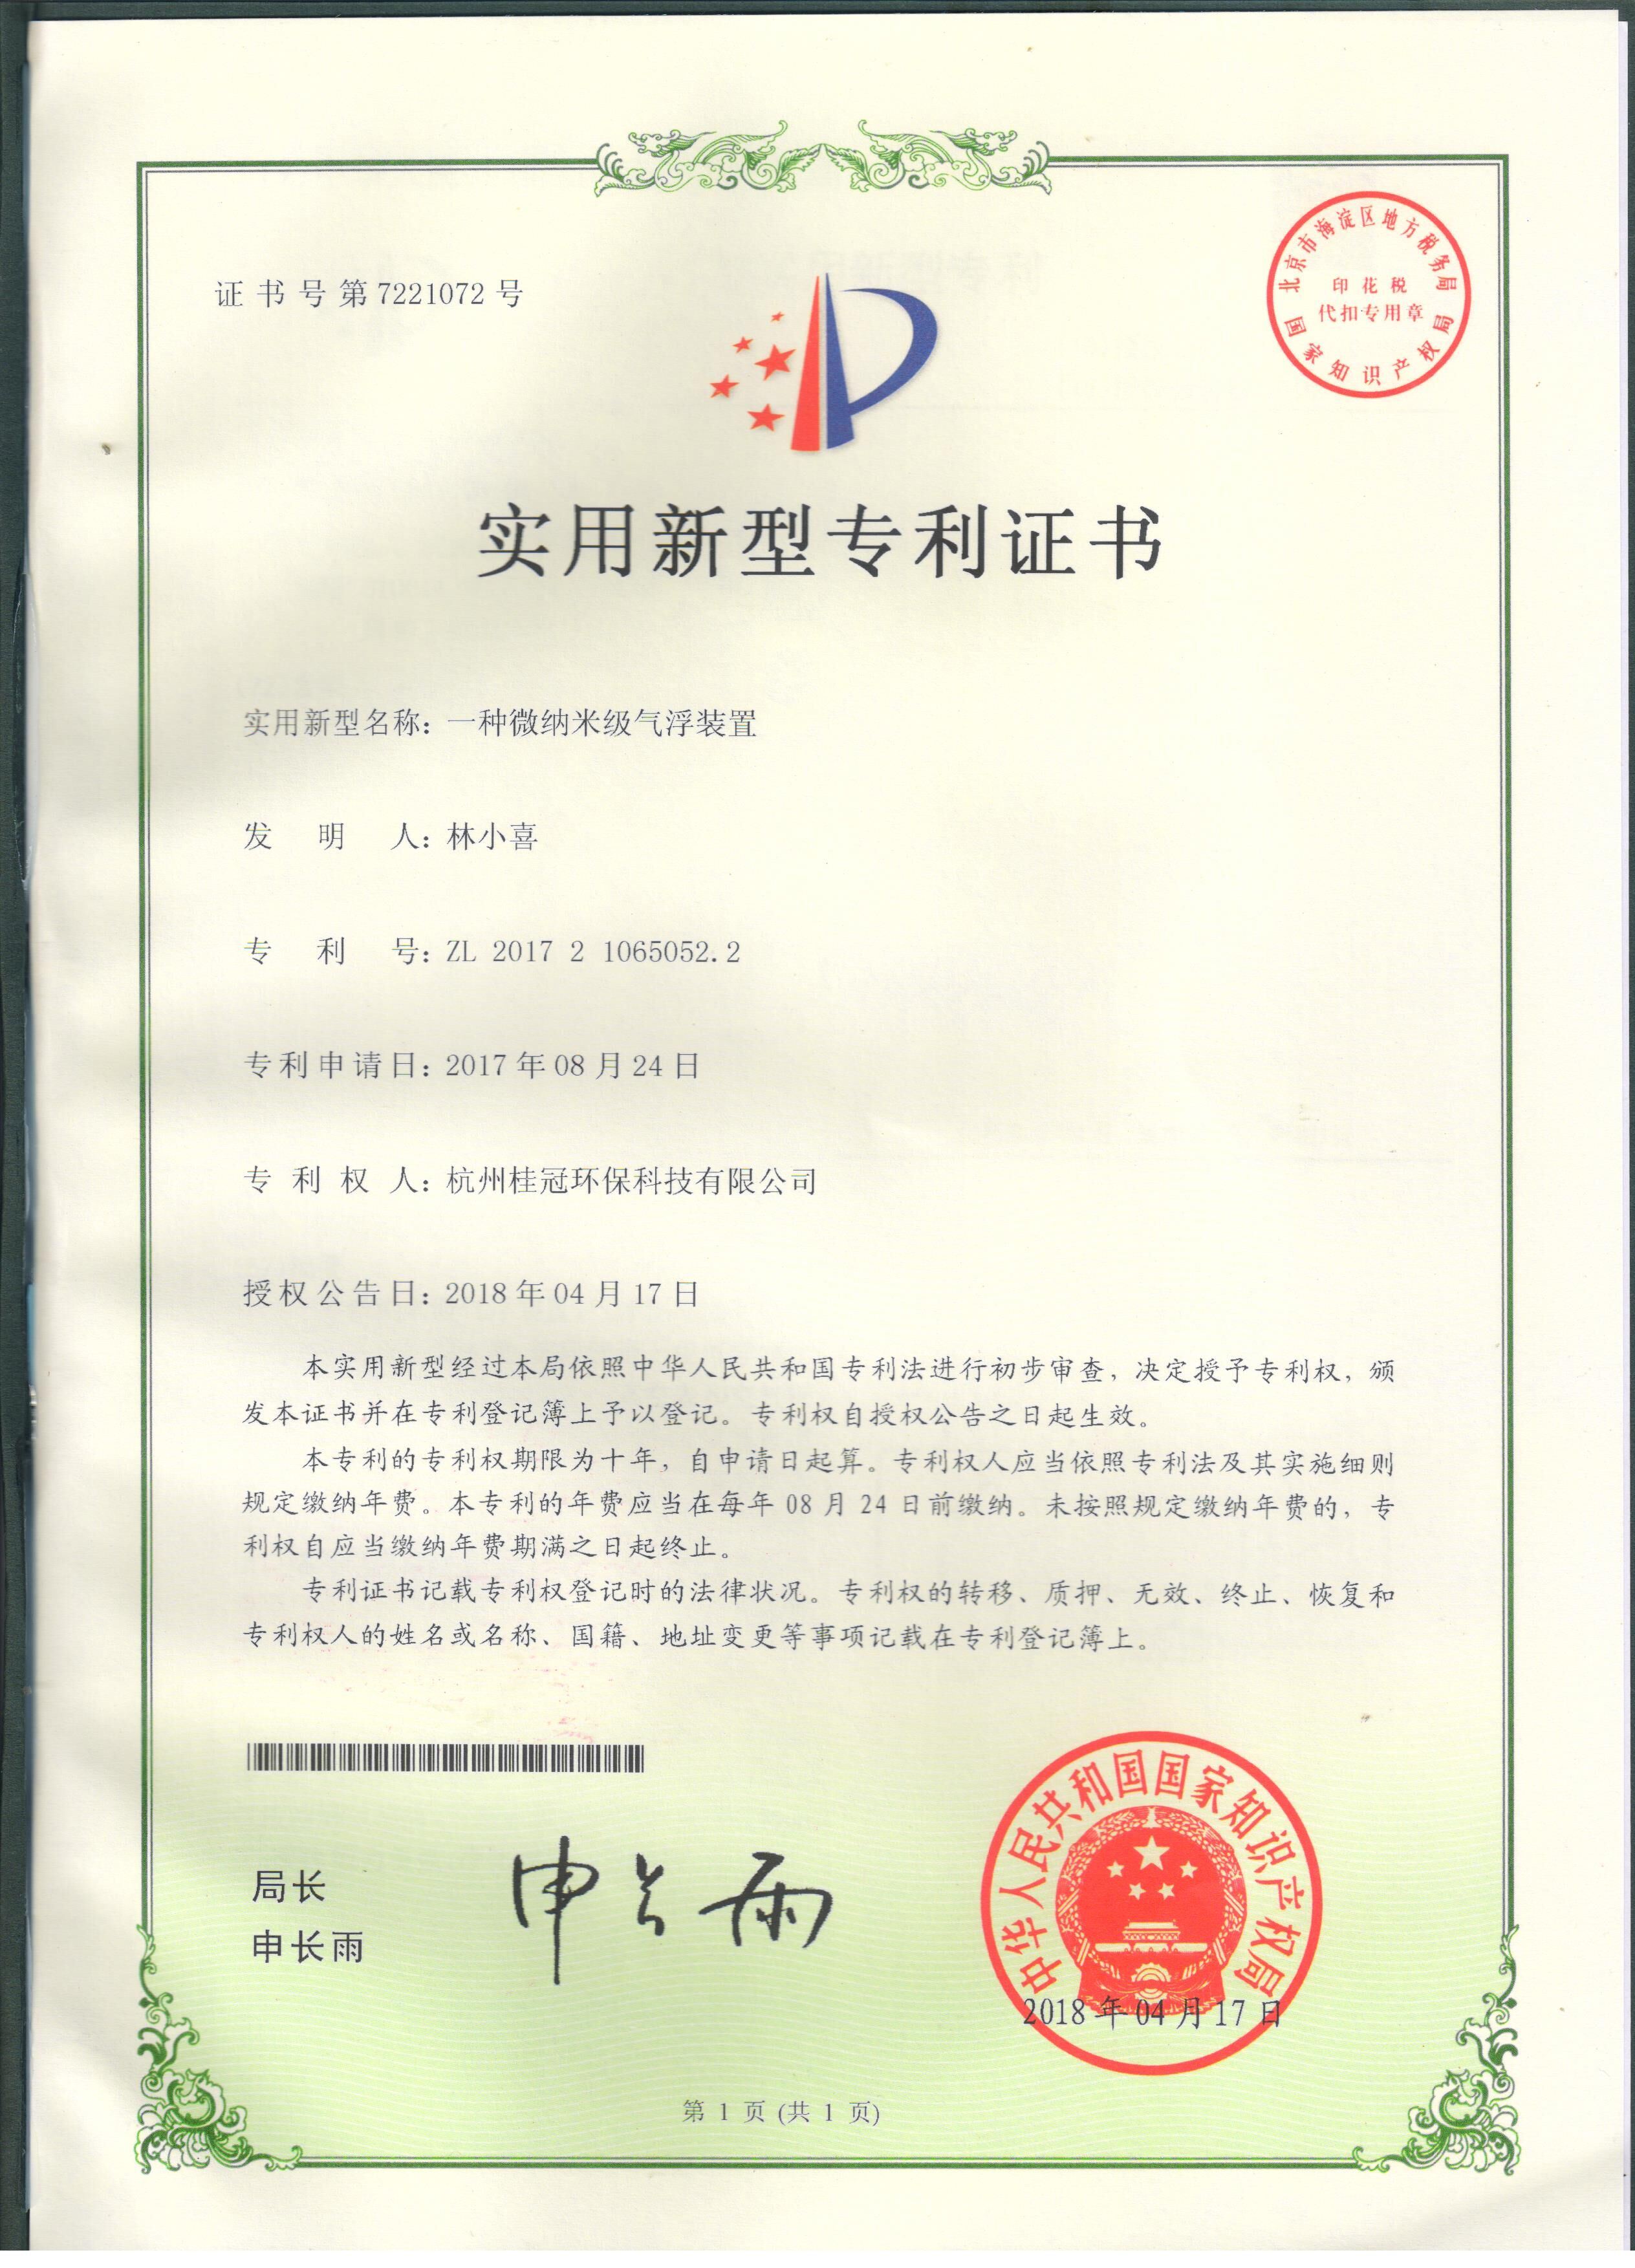 证书号第7221072号
北京市海淀区地方税务局
印花税
代扣专用章
国家知识产权局
实用新型专利证书
实用新型名称：一种微纳米级气浮装置
发明人：林小喜
专利号：ZL 2017 2 1065052.2
专利申请日：2017年08月24日
专利权人：杭州桂冠环保科技有限公司
授权公告日：2018年04月17日
本实用新型经过本局依照中华人民共和国专利法进行初步审查，决定授予专利权，颁
发本证书并在专利登记簿上予以登记。专利权自授权公告之日起生效。
本专利的专利权期限为十年，自申请日起算。专利权人应当依照专利法及其实施细则
规定缴纳年费。本专利的年费应当在每年08月24日前缴纳。未按照规定缴纳年费的，专
利权自应当缴纳年费期满之日起终止。
专利证书记载专利权登记时的法律状况。专利权的转移、质押、无效、终止、恢复和
专利权人的姓名或名称、国籍、地址变更等事项记载在专利登记簿上。
局长
申长雨
申长雨
中华人民共和国国家知识产权局
2018年04月17日
第1页(共1页)